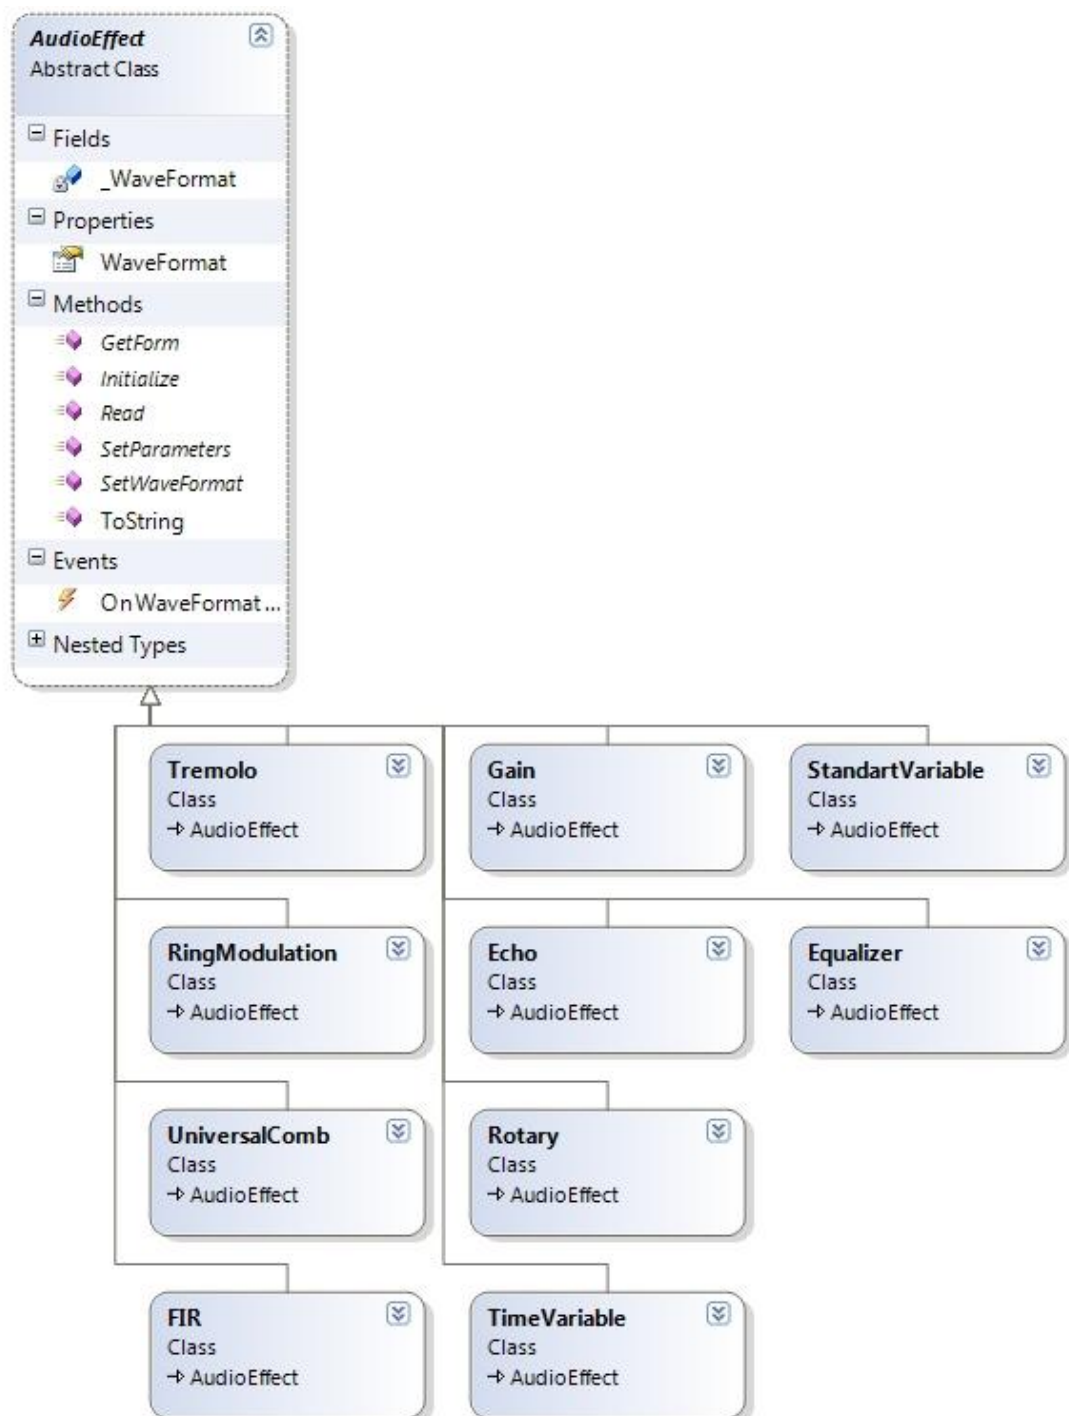 AudioEffect
Abstract Class
Fields
_WaveFormat
Properties
WaveFormat
Methods
GetForm
Initialize
Read
SetParameters
SetWaveFormat
ToString
Events
OnWaveFormat...
Nested Types
Tremolo
Class
AudioEffect
Gain
Class
AudioEffect
StandartVariable
Class
AudioEffect
RingModulation
Class
AudioEffect
Echo
Class
AudioEffect
Equalizer
Class
AudioEffect
UniversalComb
Class
AudioEffect
Rotary
Class
AudioEffect
FIR
Class
AudioEffect
TimeVariable
Class
AudioEffect